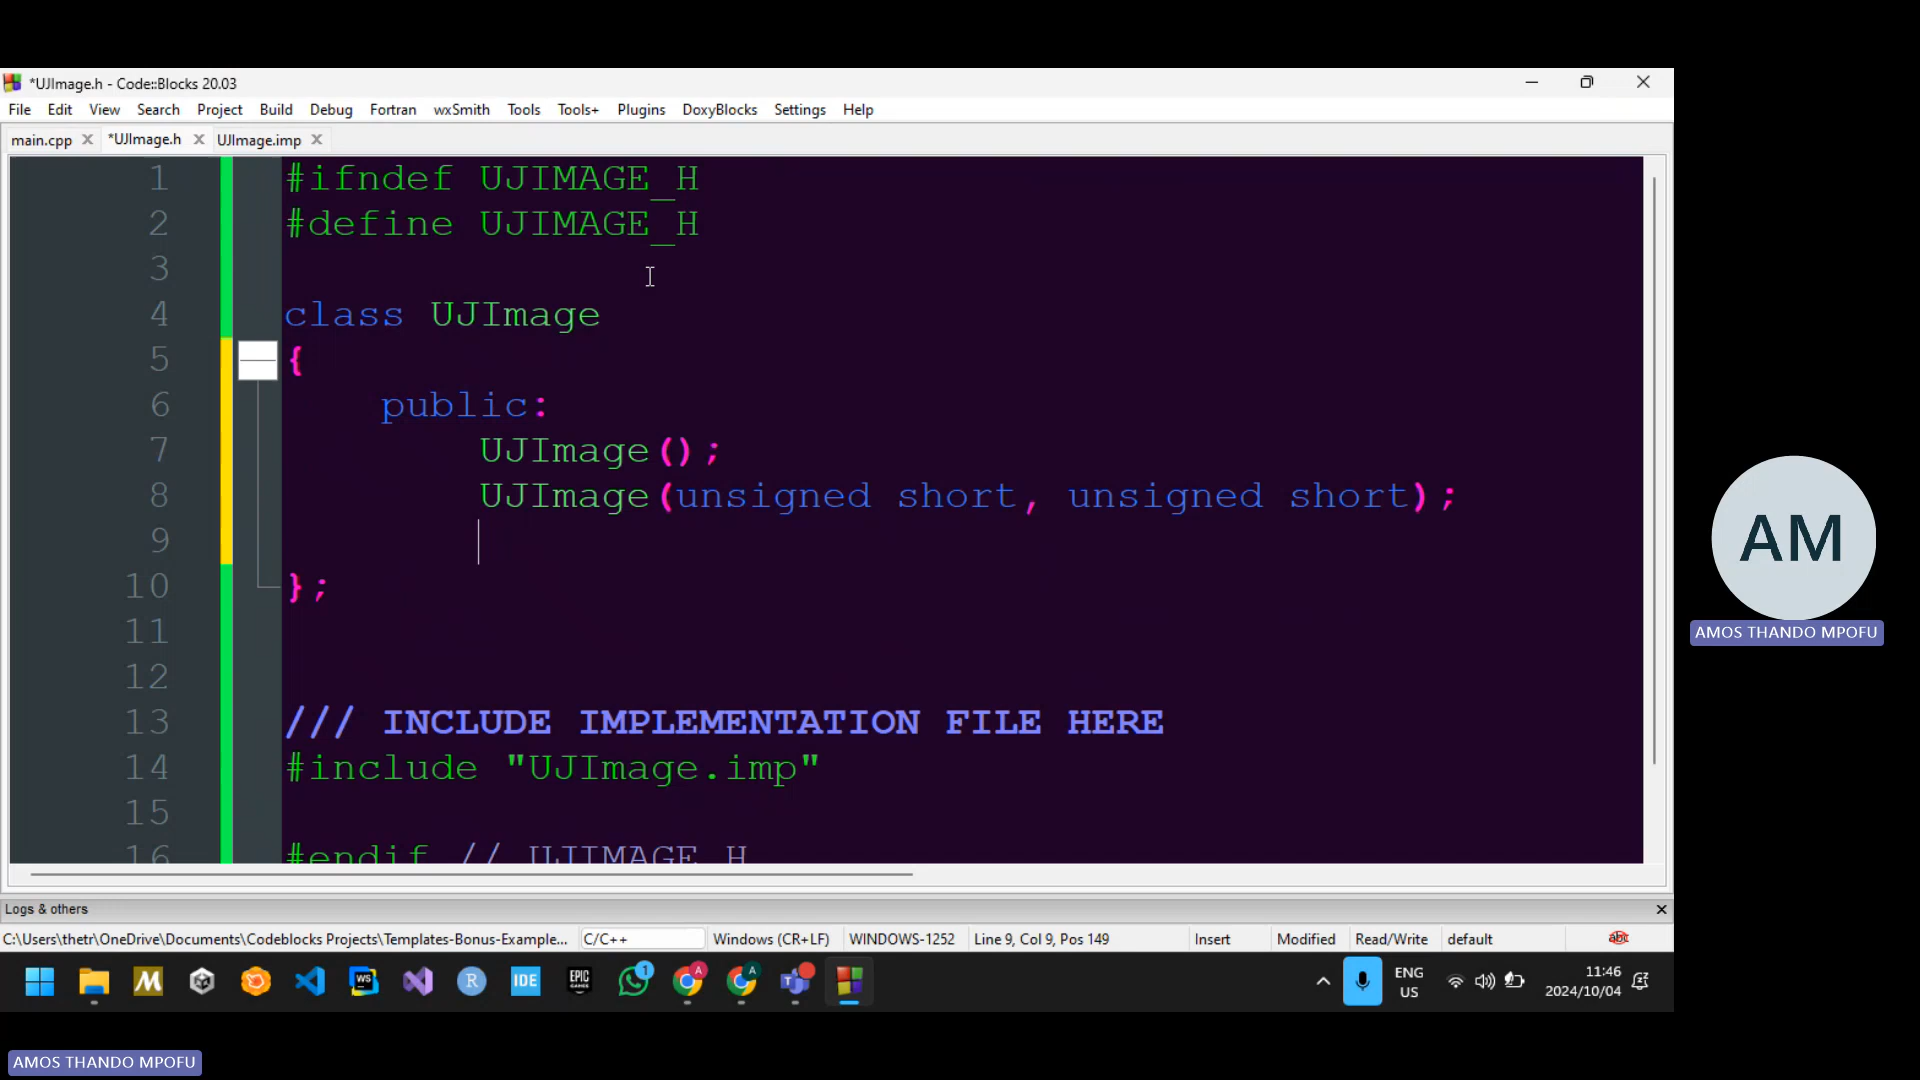 *UJImage.h - Code::Blocks 20.03
File Edit View Search Project Build Debug Fortran wxSmith Tools Tools+ Plugins DoxyBlocks Settings Help
main.cpp *UJImage.h UJImage.imp
1 #ifndef UJIMAGE_H
2 #define UJIMAGE_H
3
4 class UJImage
5 {
6 public:
7 UJImage();
8 UJImage(unsigned short, unsigned short);
9
10 };
11
12
13 /// INCLUDE IMPLEMENTATION FILE HERE
14 #include "UJImage.imp"
15
16 #endif // UJIMAGE_H
AM
AMOS THANDO MPOFU
Logs & others
C:\Users\thetr\OneDrive\Documents\Codeblocks Projects\Templates-Bonus-Example... C/C++ Windows (CR+LF) WINDOWS-1252 Line 9, Col 9, Pos 149 Insert Modified Read/Write default
WS R IDE EPIC GAMES 1 A A
ENG US
11:46
2024/10/04
AMOS THANDO MPOFU